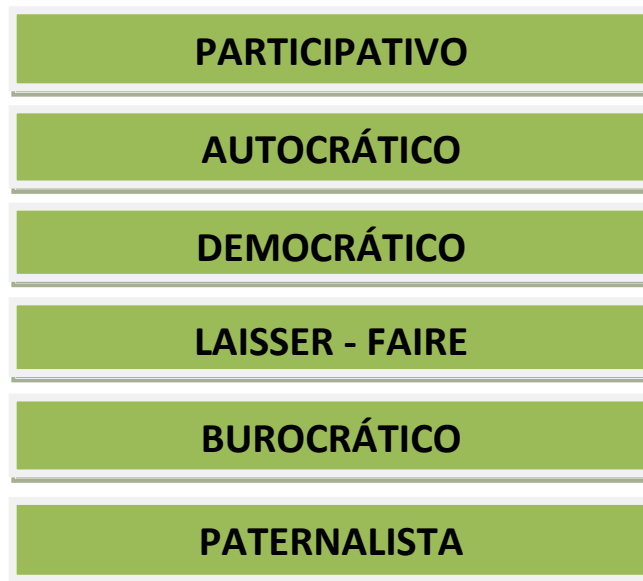 PARTICIPATIVO
AUTOCRÁTICO
DEMOCRÁTICO
LAISSER - FAIRE
BUROCRÁTICO
PATERNALISTA